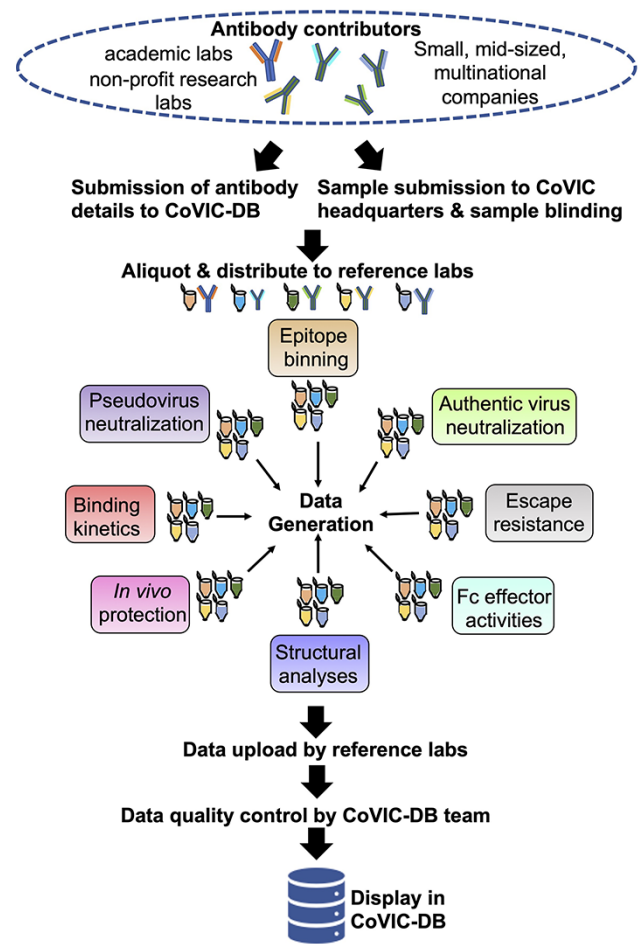 Antibody contributors
academic labs
non-profit research
labs
Small, mid-sized,
multinational
companies
Submission of antibody
details to CoVIC-DB
Sample submission to CoVIC
headquarters & sample blinding
Aliquot & distribute to reference labs
Epitope
binning
Pseudovirus
neutralization
Authentic virus
neutralization
Binding
kinetics
Data
Generation
Escape
resistance
In vivo
protection
Fc effector
activities
Structural
analyses
Data upload by reference labs
Data quality control by CoVIC-DB team
Display in
CoVIC-DB